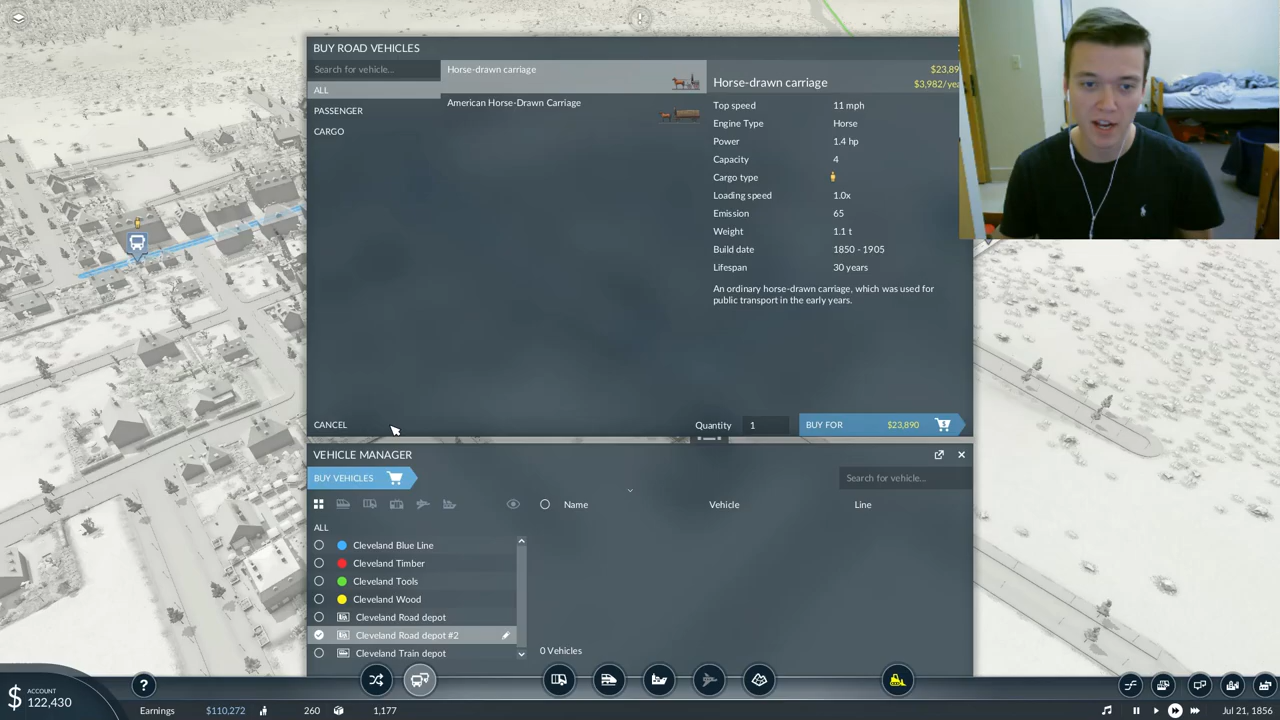 BUY ROAD VEHICLES
Search for vehicle...
ALL
PASSENGER
CARGO
Horse-drawn carriage
American Horse-Drawn Carriage
Horse-drawn carriage
$23,89
$3,982/yea
Top speed 11 mph
Engine Type Horse
Power 1.4 hp
Capacity 4
Cargo type
Loading speed 1.0x
Emission 65
Weight 1.1 t
Build date 1850 - 1905
Lifespan 30 years
An ordinary horse-drawn carriage, which was used for
public transport in the early years.
CANCEL
Quantity 1
BUY FOR $23,890
VEHICLE MANAGER
BUY VEHICLES
Search for vehicle...
Name Vehicle Line
ALL
Cleveland Blue Line
Cleveland Timber
Cleveland Tools
Cleveland Wood
Cleveland Road depot
Cleveland Road depot #2
Cleveland Train depot
0 Vehicles
$ ACCOUNT
122,430
?
Earnings $110,272 260 1,177
Jul 21, 1856